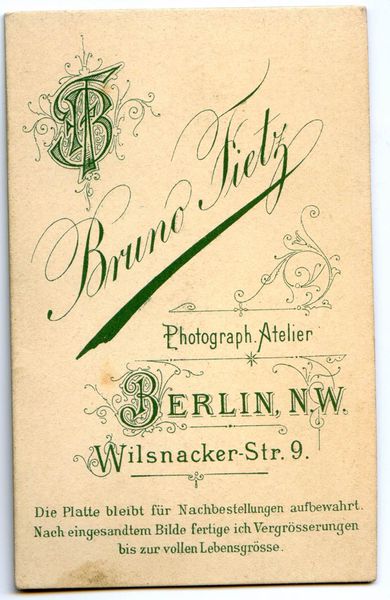 BF
Bruno Fietz
Photograph. Atelier
BERLIN, N.W.
Wilsnacker-Str. 9.
Die Platte bleibt für Nachbestellungen aufbewahrt.
Nach eingesandtem Bilde fertige ich Vergrösserungen
bis zur vollen Lebensgrösse.